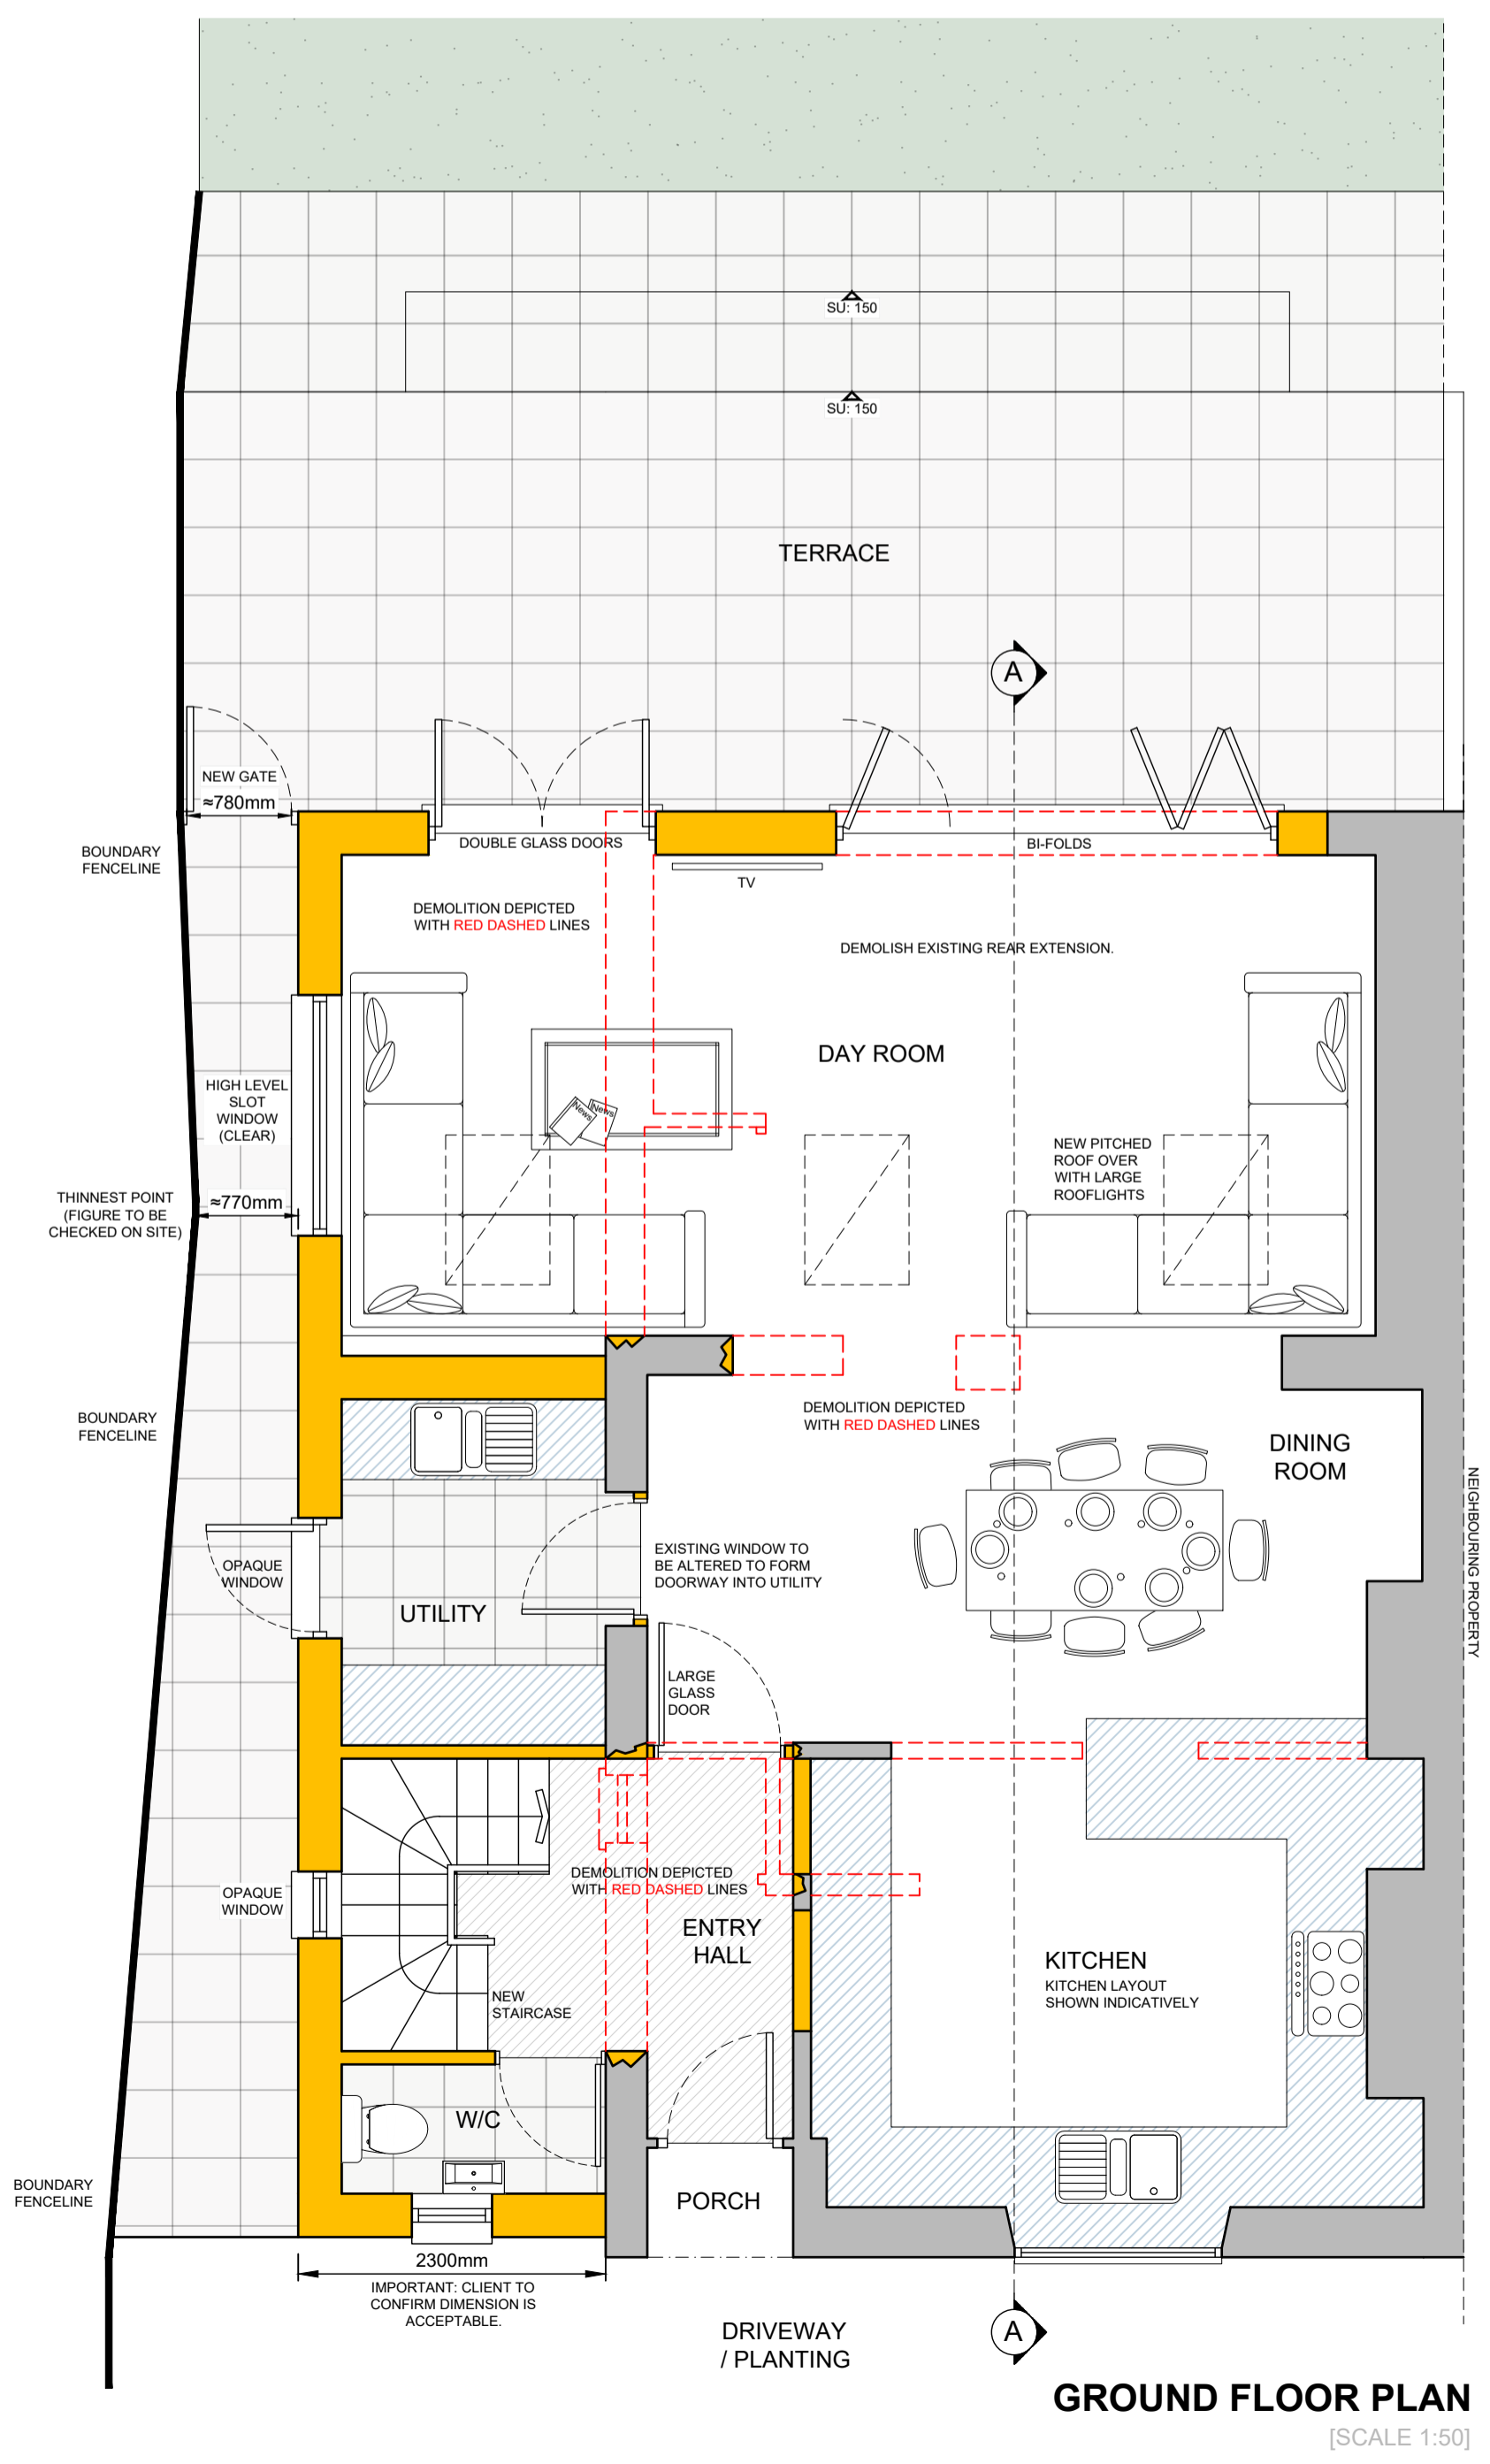 SU: 150
SU: 150
TERRACE
A
NEW GATE
≈780mm
BOUNDARY
FENCELINE
DOUBLE GLASS DOORS
BI-FOLDS
TV
DEMOLITION DEPICTED
WITH RED DASHED LINES
DEMOLISH EXISTING REAR EXTENSION.
DAY ROOM
HIGH LEVEL
SLOT
WINDOW
(CLEAR)
News
News
NEW PITCHED
ROOF OVER
WITH LARGE
ROOFLIGHTS
THINNEST POINT
(FIGURE TO BE
CHECKED ON SITE)
≈770mm
BOUNDARY
FENCELINE
DEMOLITION DEPICTED
WITH RED DASHED LINES
DINING
ROOM
NEIGHBOURING PROPERTY
OPAQUE
WINDOW
UTILITY
EXISTING WINDOW TO
BE ALTERED TO FORM
DOORWAY INTO UTILITY
LARGE
GLASS
DOOR
DEMOLITION DEPICTED
WITH RED DASHED LINES
OPAQUE
WINDOW
ENTRY
HALL
KITCHEN
KITCHEN LAYOUT
SHOWN INDICATIVELY
NEW
STAIRCASE
W/C
BOUNDARY
FENCELINE
PORCH
2300mm
IMPORTANT: CLIENT TO
CONFIRM DIMENSION IS
ACCEPTABLE.
DRIVEWAY
/ PLANTING
A
GROUND FLOOR PLAN
[SCALE 1:50]